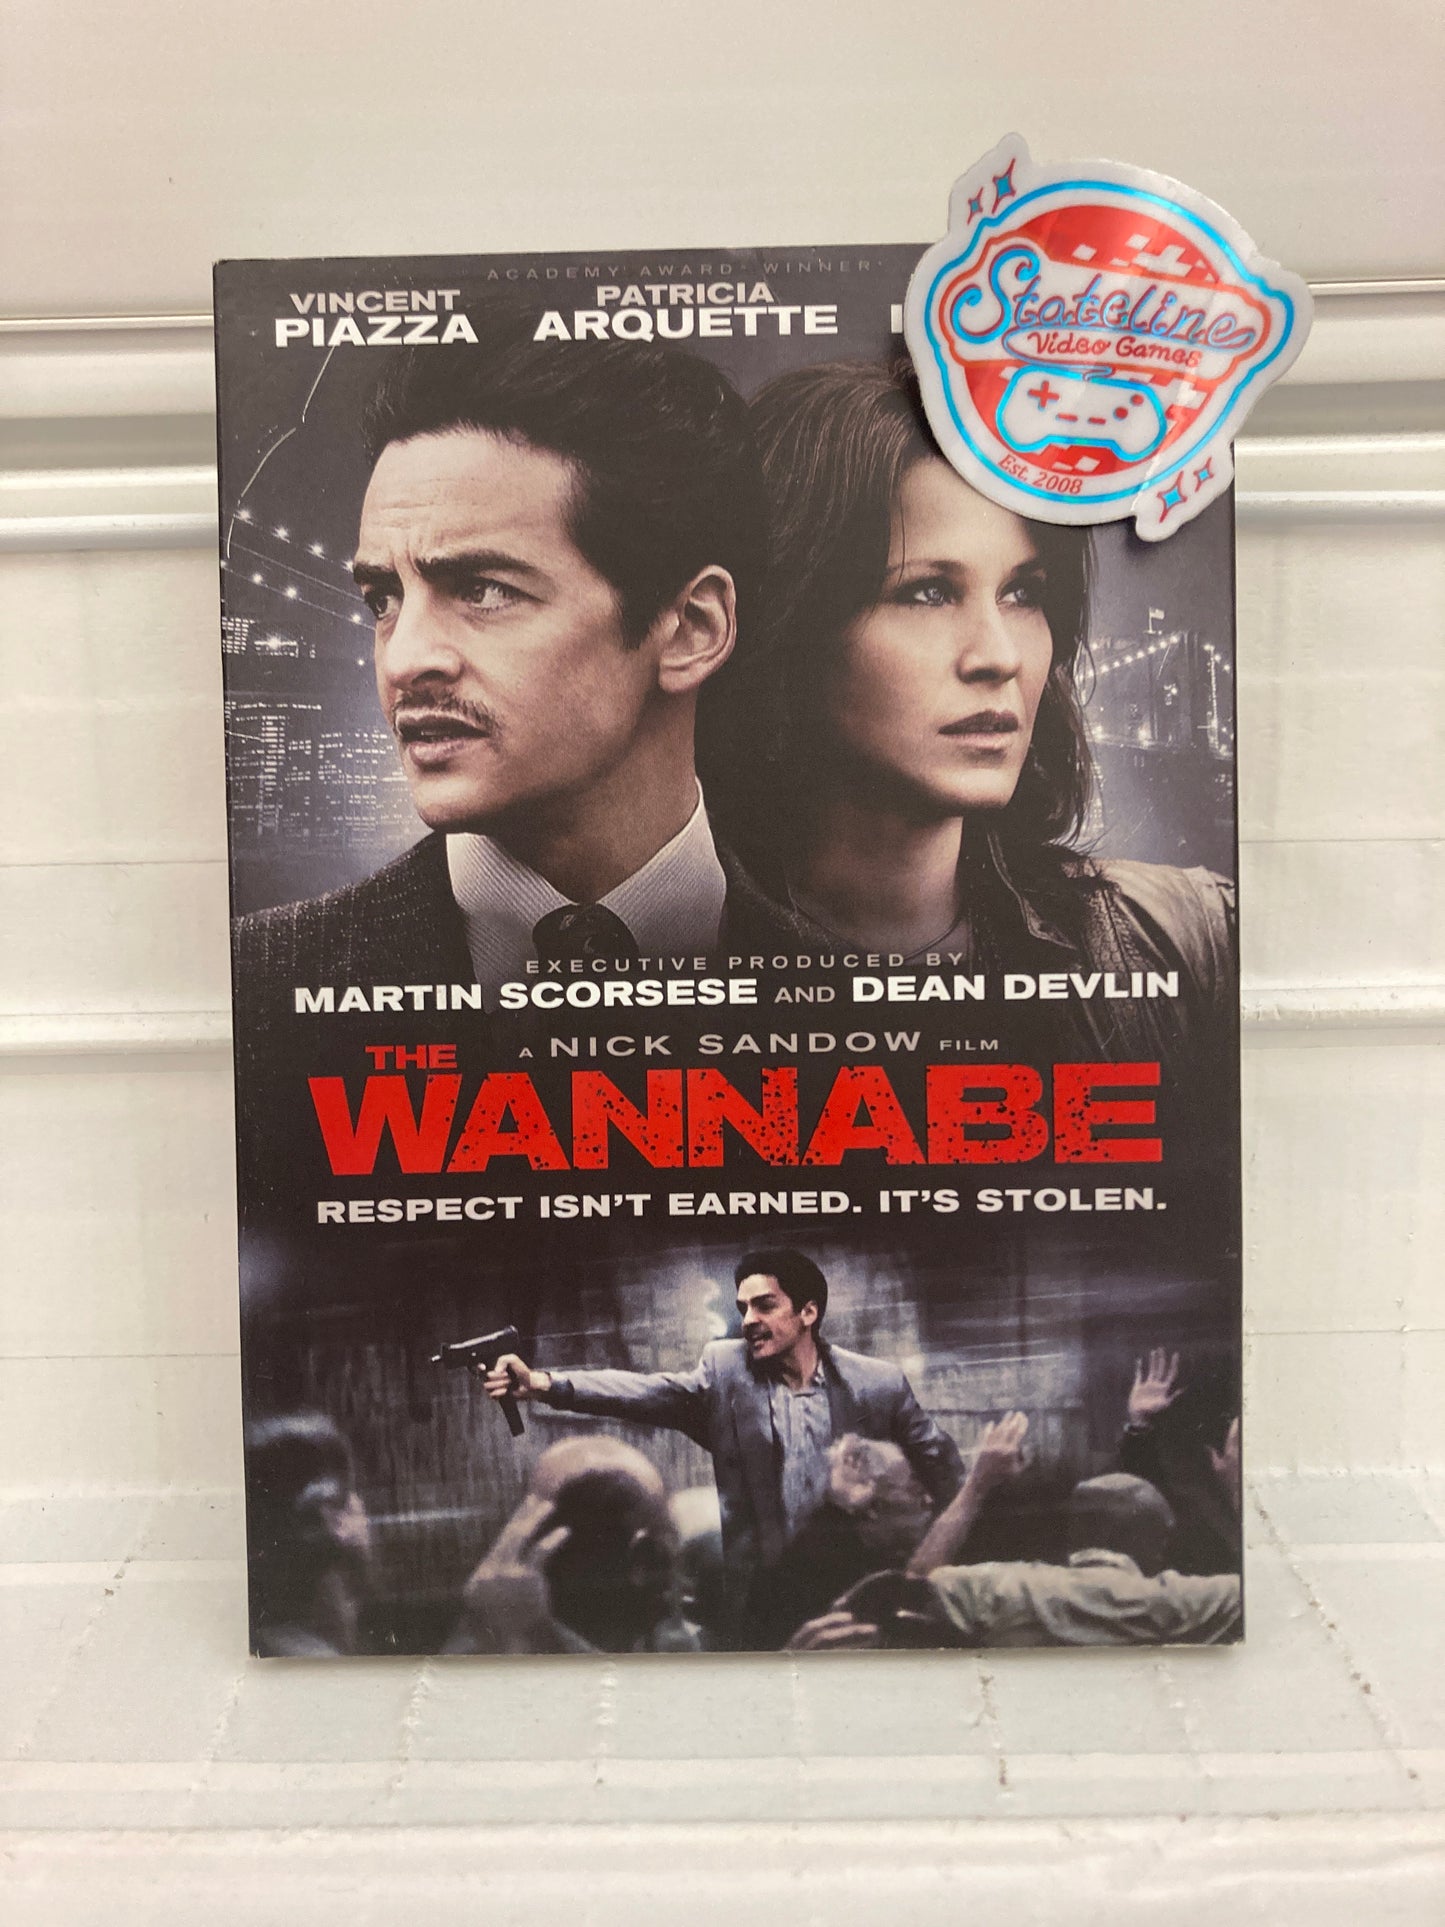 ACADEMY AWARD® WINNER
VINCENT PIAZZA
PATRICIA ARQUETTE
Stateline
Video Games
Est. 2008
EXECUTIVE PRODUCED BY
MARTIN SCORSESE AND DEAN DEVLIN
A NICK SANDOW FILM
THE WANNABE
RESPECT ISN'T EARNED. IT'S STOLEN.